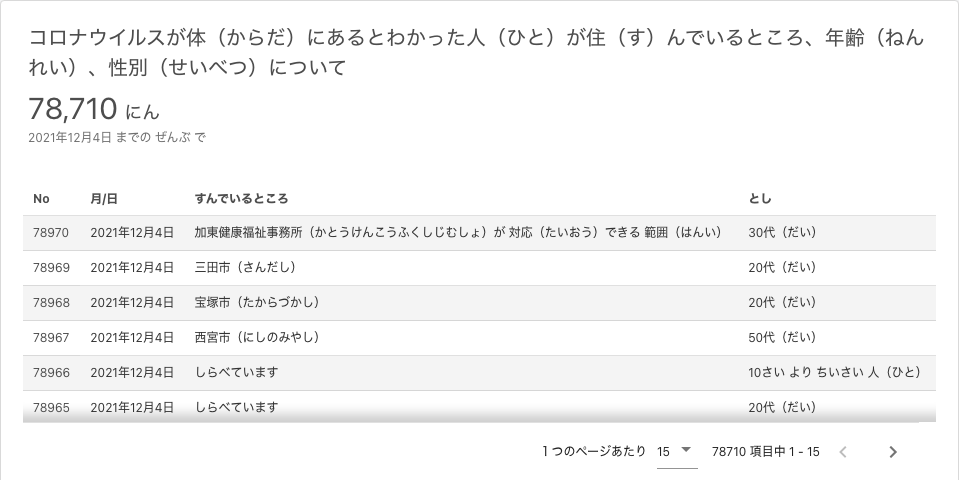 コロナウイルスが体（からだ）にあるとわかった人（ひと）が住（す）んでいるところ、年齢（ねん
れい）、性別（せいべつ）について
78,710 にん
2021年12月4日 までの ぜんぶ で
No 月/日 すんでいるところ とし
78970 2021年12月4日 加東健康福祉事務所（かとうけんこうふくしじむしょ）が 対応（たいおう）できる 範囲（はんい） 30代（だい）
78969 2021年12月4日 三田市（さんだし） 20代（だい）
78968 2021年12月4日 宝塚市（たからづかし） 20代（だい）
78967 2021年12月4日 西宮市（にしのみやし） 50代（だい）
78966 2021年12月4日 しらべています 10さい より ちいさい 人（ひと）
78965 2021年12月4日 しらべています 20代（だい）
1 つのページあたり 15 78710 項目中 1 - 15